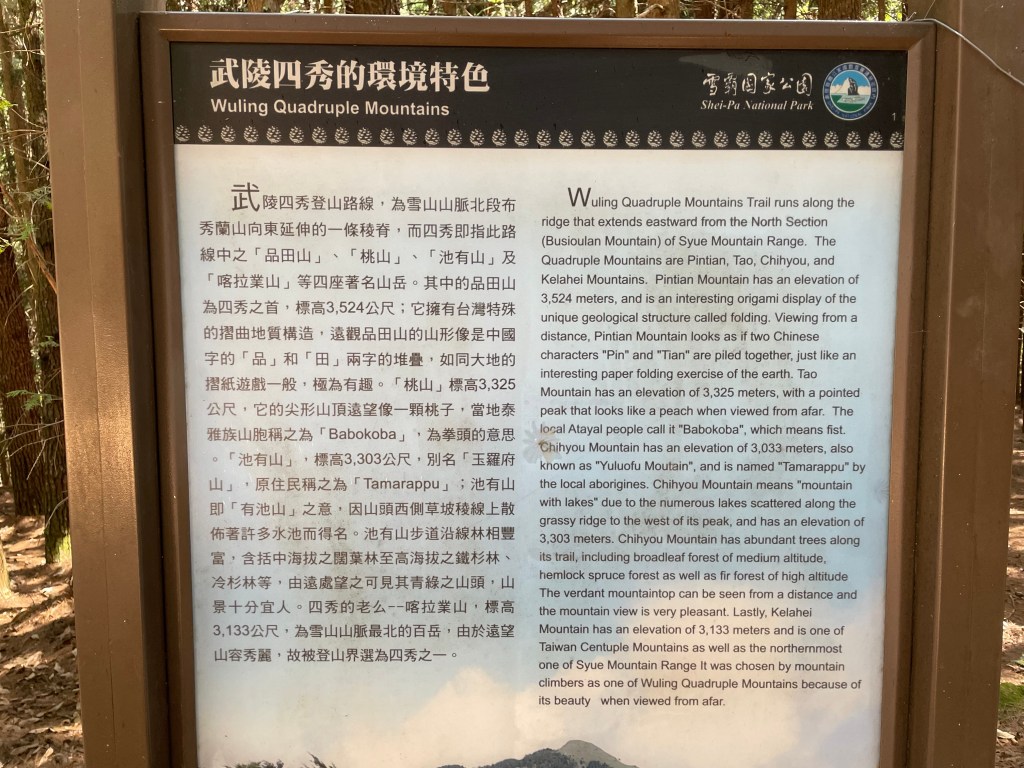 武陵四秀的環境特色
Wuling Quadruple Mountains
雪霸国家公園
Shei-Pa National Park
武陵四秀登山路線，為雪山山脈北段布
秀蘭山向東延伸的一條稜脊，而四秀即指此路
線中之「品田山」、「桃山」、「池有山」及
「喀拉業山」等四座著名山岳。其中的品田山
為四秀之首，標高3,524公尺；它擁有台灣特殊
的摺曲地質構造，遠觀品田山的山形像是中國
字的「品」和「田」兩字的堆疊，如同大地的
摺紙遊戲一般，極為有趣。「桃山」標高3,325
公尺，它的尖形山頂遠望像一顆桃子，當地泰
雅族山胞稱之為「Babokoba」，為拳頭的意思
。「池有山」，標高3,303公尺，別名「玉羅府
山」，原住民稱之為「Tamarappu」；池有山
即「有池山」之意，因山頭西側草坡稜線上散
佈著許多水池而得名。池有山步道沿線林相豐
富，含括中海拔之闊葉林至高海拔之鐵杉林、
冷杉林等，由遠處望之可見其青綠之山頭，山
景十分宜人。四秀的老么--喀拉業山，標高
3,133公尺，為雪山山脈最北的百岳，由於遠望
山容秀麗，故被登山界選為四秀之一。
Wuling Quadruple Mountains Trail runs along the
ridge that extends eastward from the North Section
(Busioulan Mountain) of Syue Mountain Range. The
Quadruple Mountains are Pintian, Tao, Chihyou, and
Kelahei Mountains. Pintian Mountain has an elevation of
3,524 meters, and is an interesting origami display of the
unique geological structure called folding. Viewing from a
distance, Pintian Mountain looks as if two Chinese
characters "Pin" and "Tian" are piled together, just like an
interesting paper folding exercise of the earth. Tao
Mountain has an elevation of 3,325 meters, with a pointed
peak that looks like a peach when viewed from afar. The
local Atayal people call it "Babokoba", which means fist.
Chihyou Mountain has an elevation of 3,033 meters, also
known as "Yuluofu Moutain", and is named "Tamarappu" by
the local aborigines. Chihyou Mountain means "mountain
with lakes" due to the numerous lakes scattered along the
grassy ridge to the west of its peak, and has an elevation of
3,303 meters. Chihyou Mountain has abundant trees along
its trail, including broadleaf forest of medium altitude,
hemlock spruce forest as well as fir forest of high altitude
The verdant mountaintop can be seen from a distance and
the mountain view is very pleasant. Lastly, Kelahei
Mountain has an elevation of 3,133 meters and is one of
Taiwan Centuple Mountains as well as the northernmost
one of Syue Mountain Range It was chosen by mountain
climbers as one of Wuling Quadruple Mountains because of
its beauty when viewed from afar.